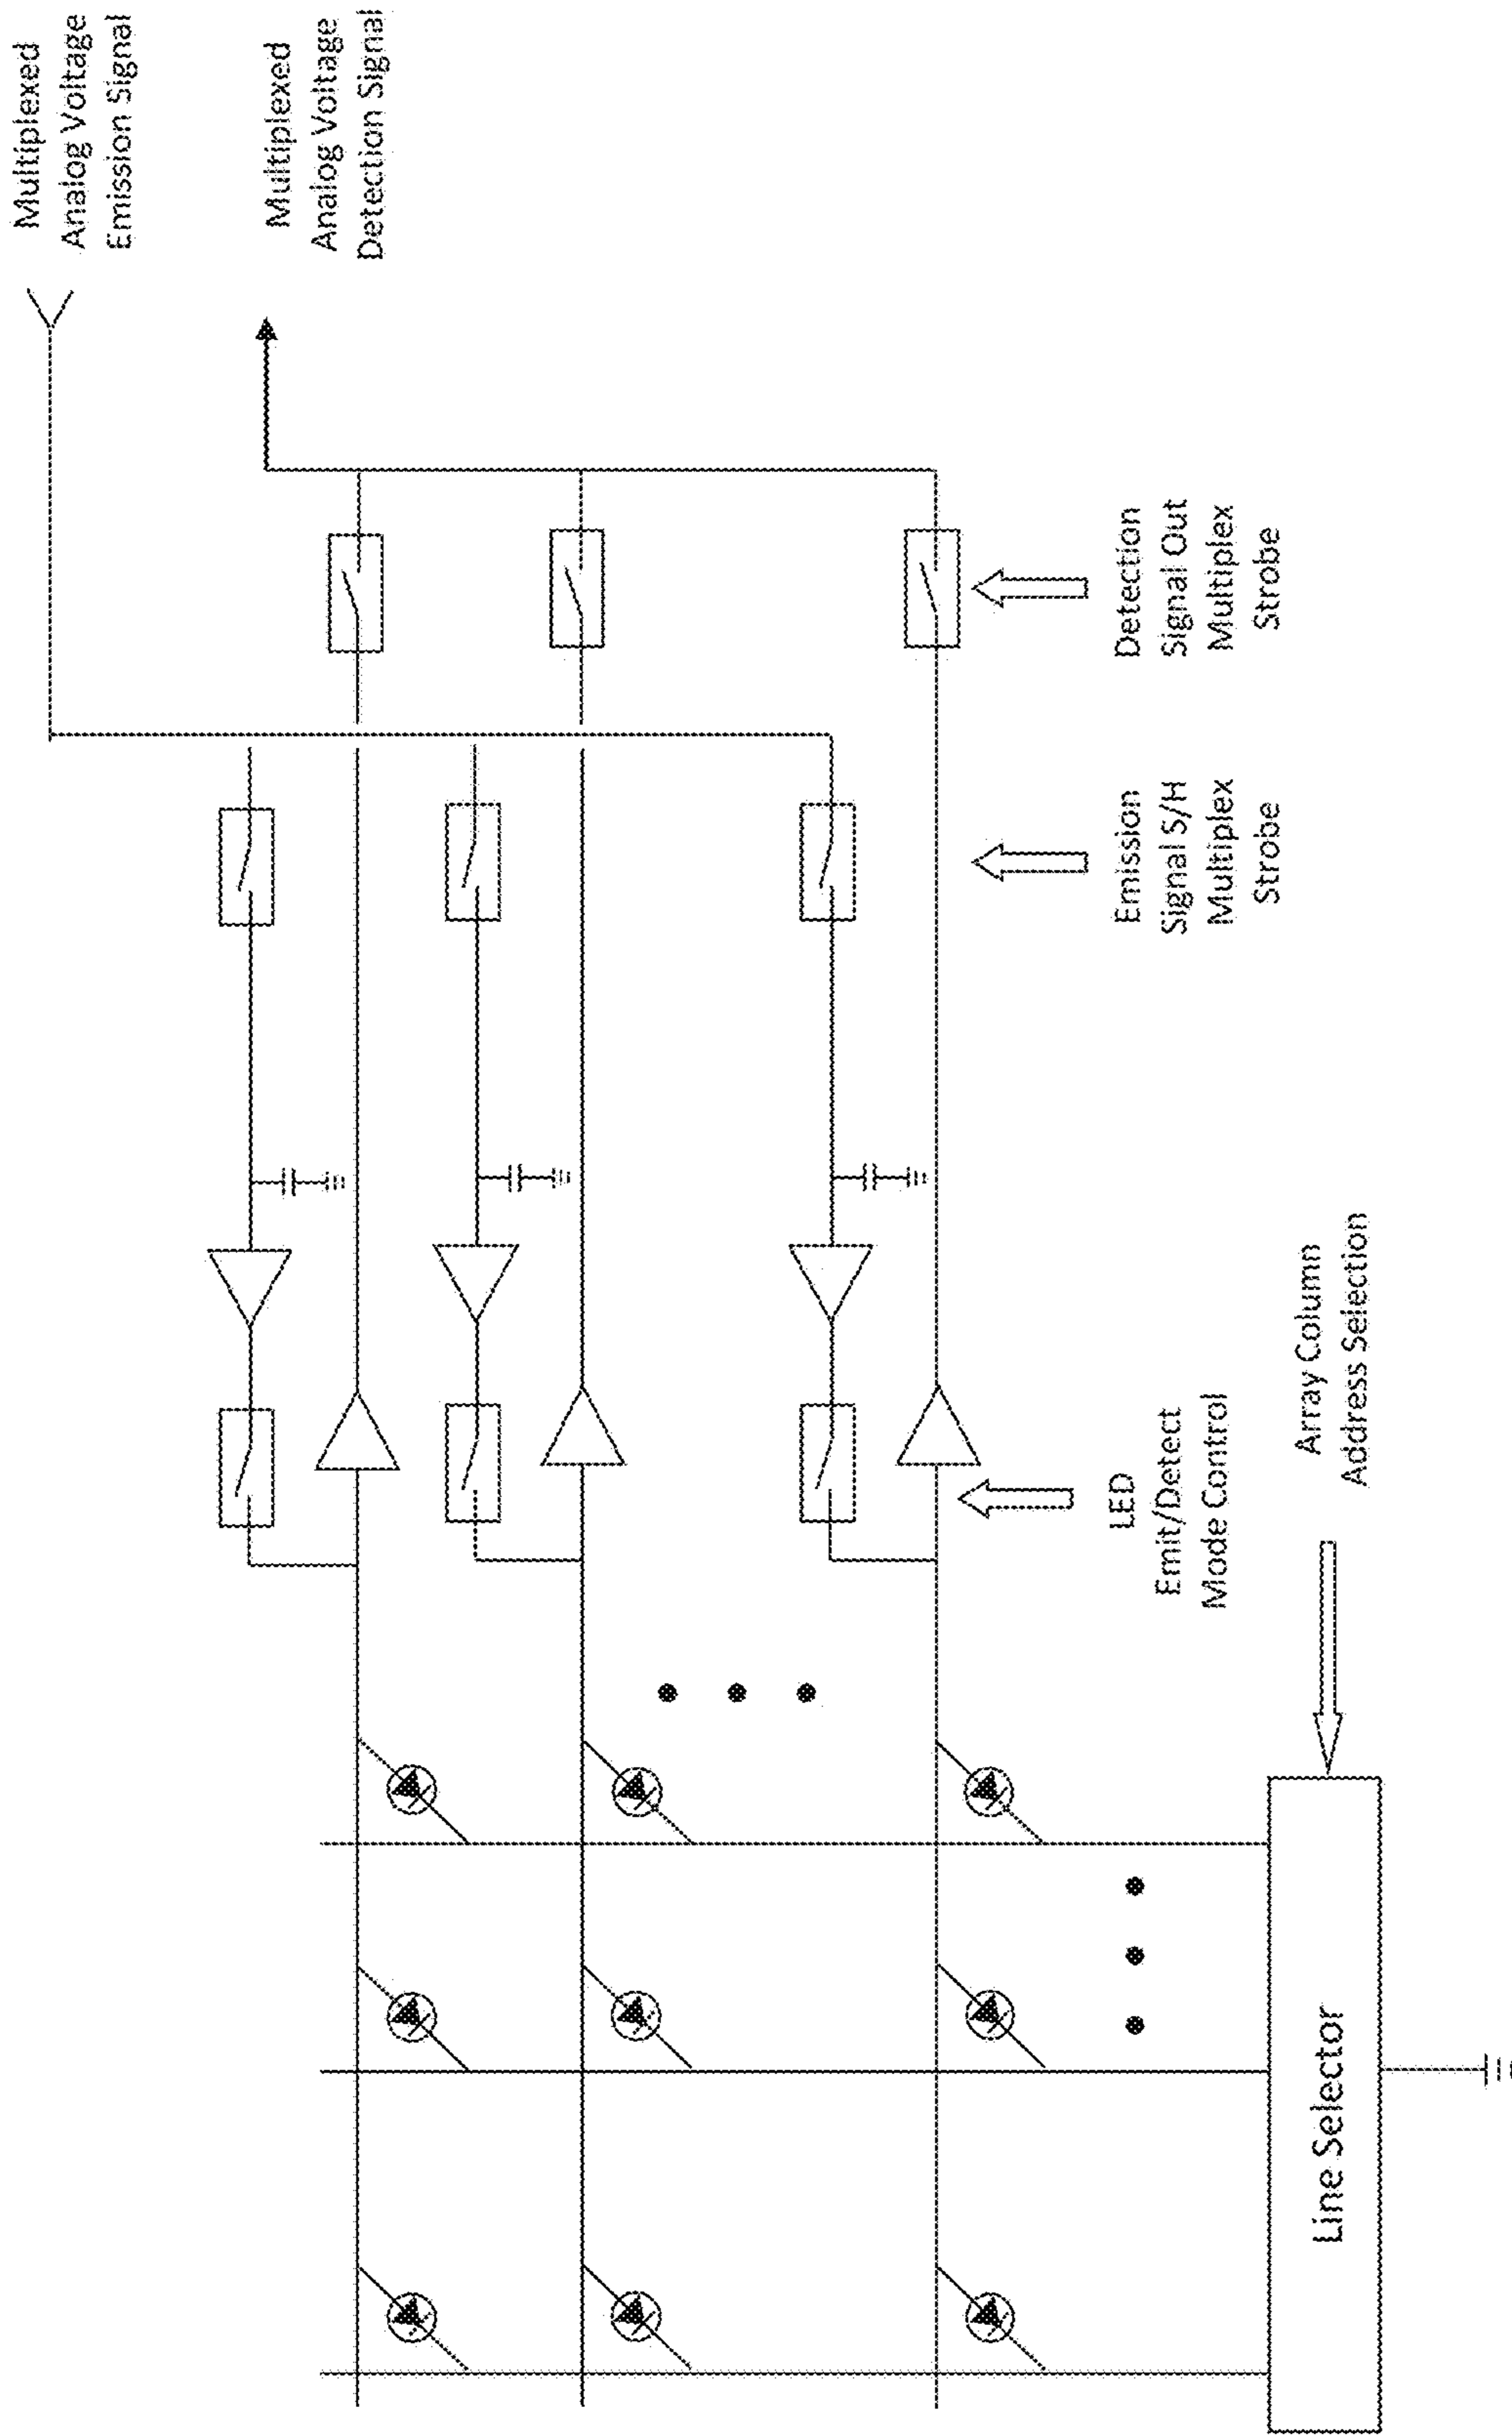 Multiplexed
Analog Voltage
Emission Signal
Multiplexed
Analog Voltage
Detection Signal
Detection
Signal Out
Multiplex
Strobe
Emission
Signal S/H
Multiplex
Strobe
LED
Emit/Detect
Mode Control
Array Column
Address Selection
Line Selector